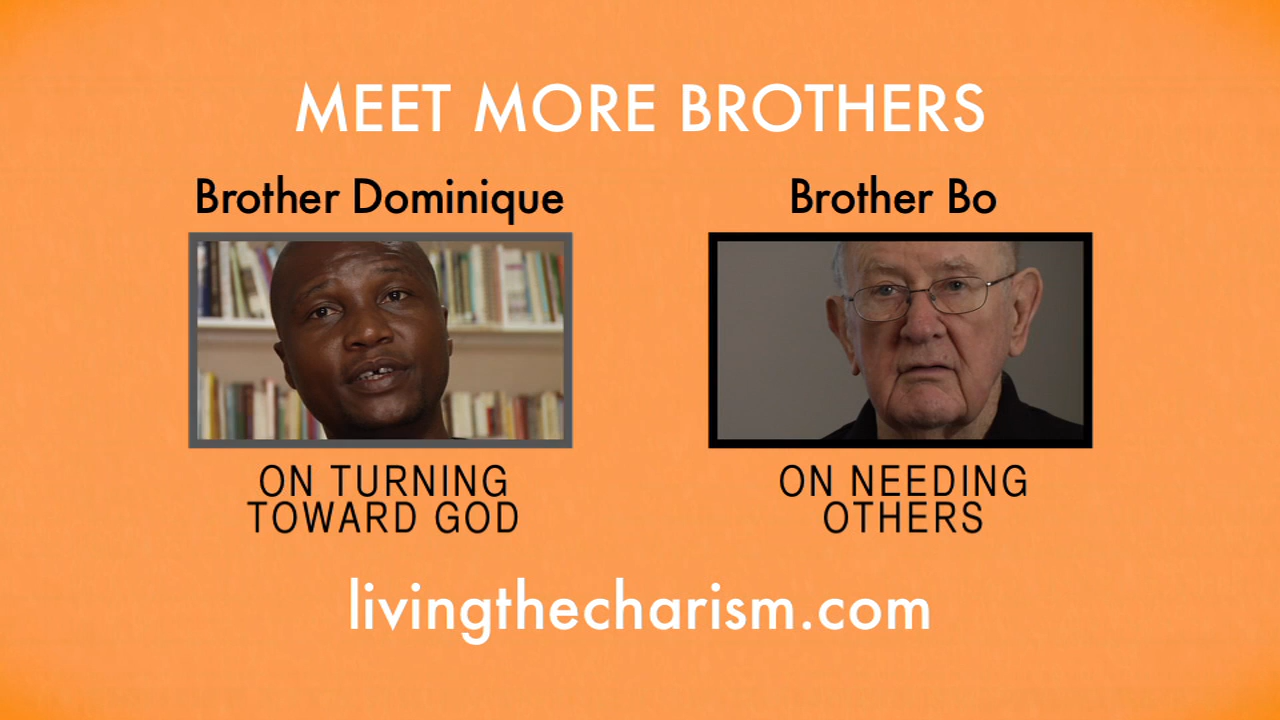 MEET MORE BROTHERS
Brother Dominique
Brother Bo
ON TURNING
TOWARD GOD
ON NEEDING
OTHERS
livingthecharism.com